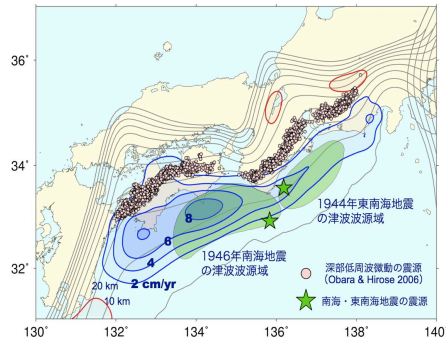 36°
35°
34°
33°
32°
130
132
134
136
138
140
8
6
4
2 cm/yr
20 km
10 km
1944年東南海地震
の津波波源域
1946年南海地震
の津波波源域
深部低周波微動の震源
(Obara & Hirose 2006)
南海・東南海地震の震源